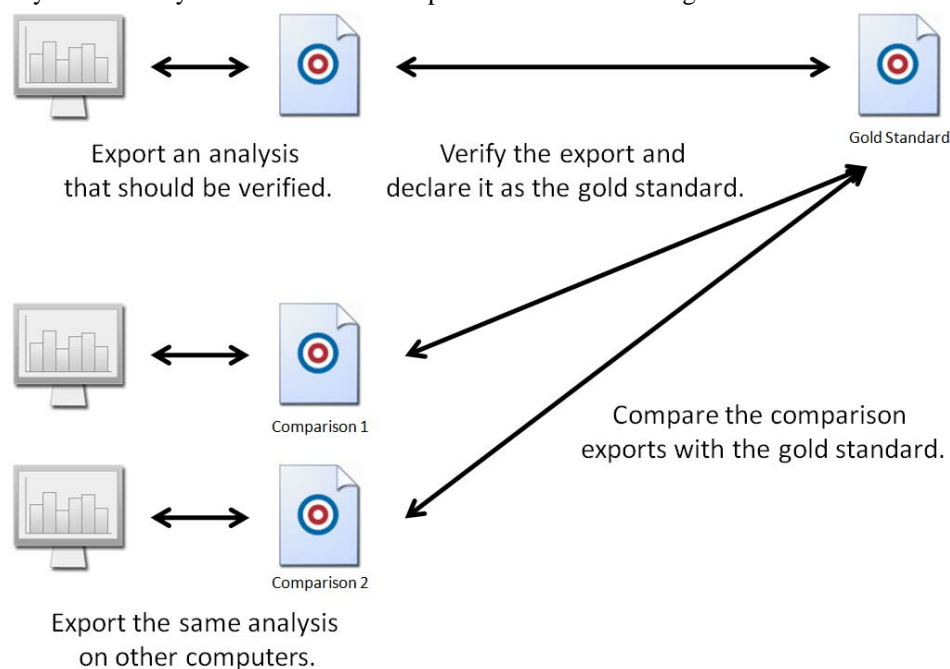 Gold Standard
Export an analysis
that should be verified.
Verify the export and
declare it as the gold standard.
Comparison 1
Compare the comparison
exports with the gold standard.
Comparison 2
Export the same analysis
on other computers.